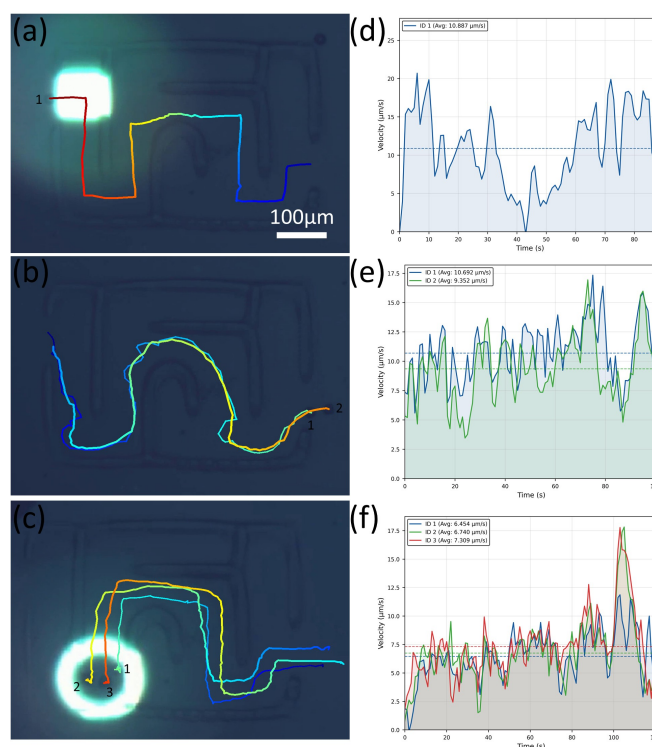 (a)
1
100μm
(b)
1
2
(c)
1
2
3
(d)
ID 1 (Avg: 10.887 μm/s)
Velocity (μm/s)
25
20
15
10
5
0
0 10 20 30 40 50 60 70 80
Time (s)
(e)
ID 1 (Avg: 10.692 μm/s)
ID 2 (Avg: 9.352 μm/s)
Velocity (μm/s)
17.5
15.0
12.5
10.0
7.5
5.0
2.5
0.0
0 20 40 60 80
Time (s)
(f)
ID 1 (Avg: 6.454 μm/s)
ID 2 (Avg: 6.740 μm/s)
ID 3 (Avg: 7.309 μm/s)
Velocity (μm/s)
17.5
15.0
12.5
10.0
7.5
5.0
2.5
0.0
0 20 40 60 80 100
Time (s)